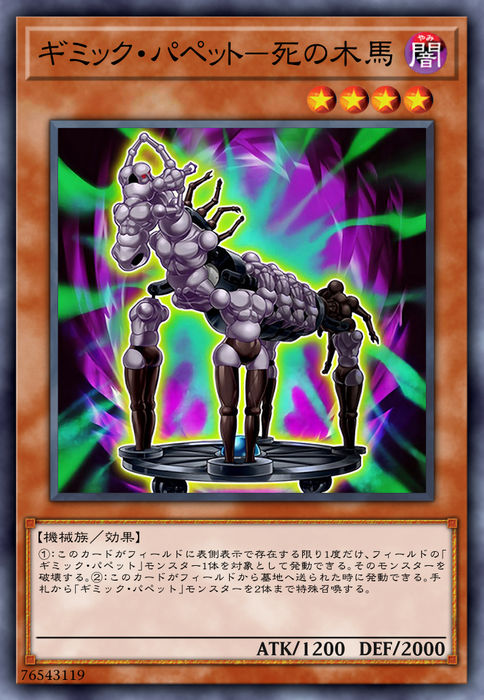 ギミック・パペットー死の木馬
やみ
闇
【機械族／効果】
①：このカードがフィールドに表側表示で存在する限り1度だけ、フィールドの「
ギミック・パペット」モンスター1体を対象として発動できる。そのモンスター
を破壊する。②：このカードがフィールドから墓地へ送られた時に発動できる。手
札から「ギミック・パペット」モンスターを2体まで特殊召喚する。
ATK/1200 DEF/2000
76543119